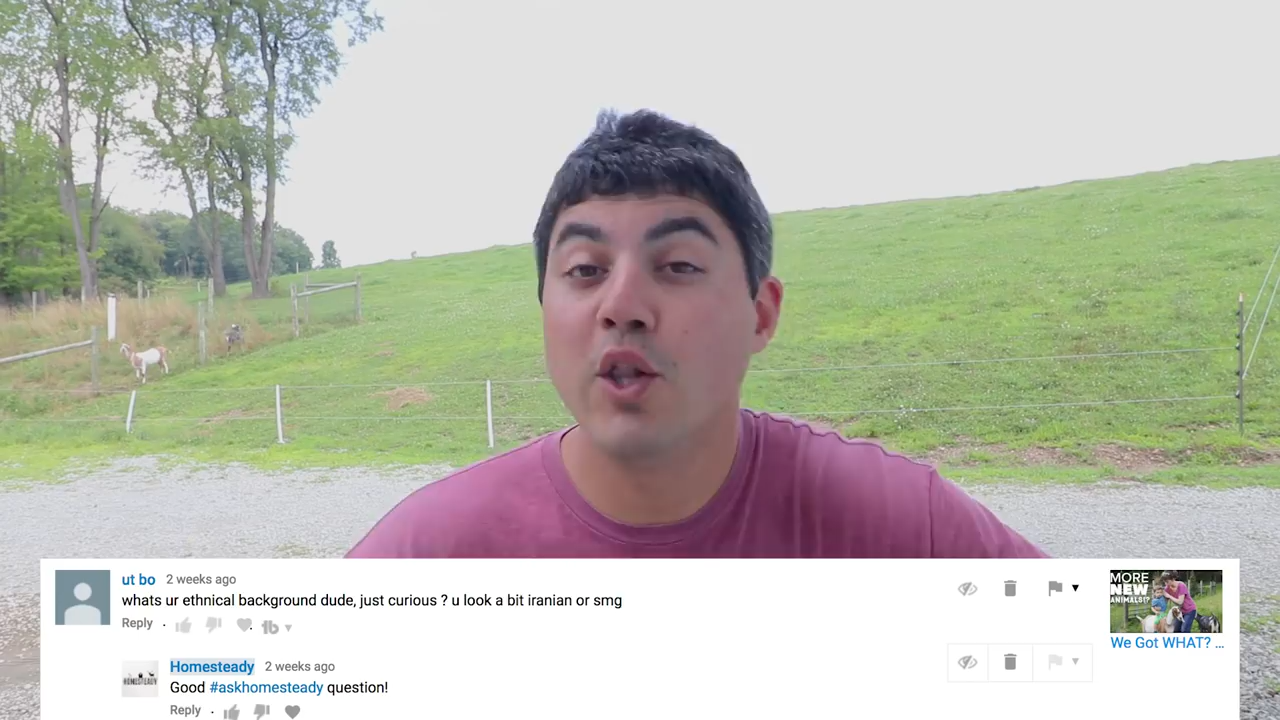 ut bo 2 weeks ago
whats ur ethnical background dude, just curious ? u look a bit iranian or smg
Reply
MORE
NEW
ANIMALS!?
We Got WHAT? ...
HOMESTEADY
Homesteady 2 weeks ago
Good #askhomesteady question!
Reply